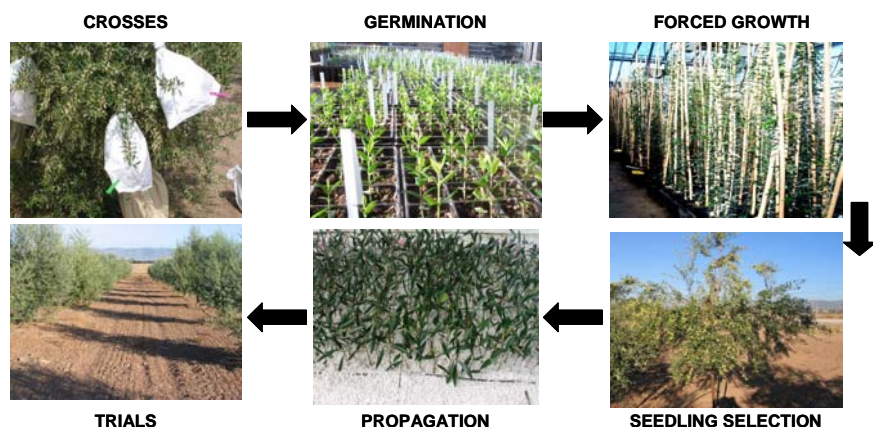 CROSSES
GERMINATION
FORCED GROWTH
TRIALS
PROPAGATION
SEEDLING SELECTION